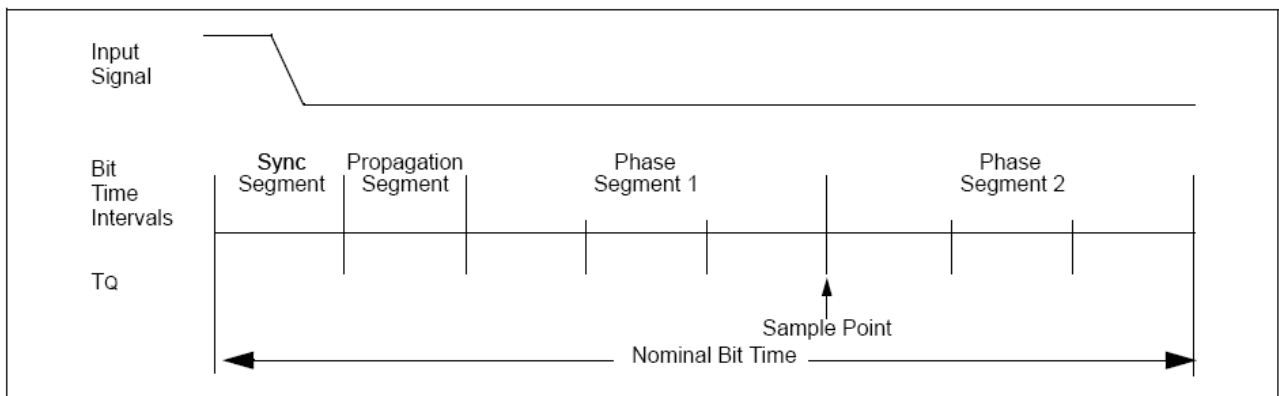 Input
Signal
Bit
Time
Intervals
Sync
Segment
Propagation
Segment
Phase
Segment 1
Phase
Segment 2
TQ
Sample Point
Nominal Bit Time